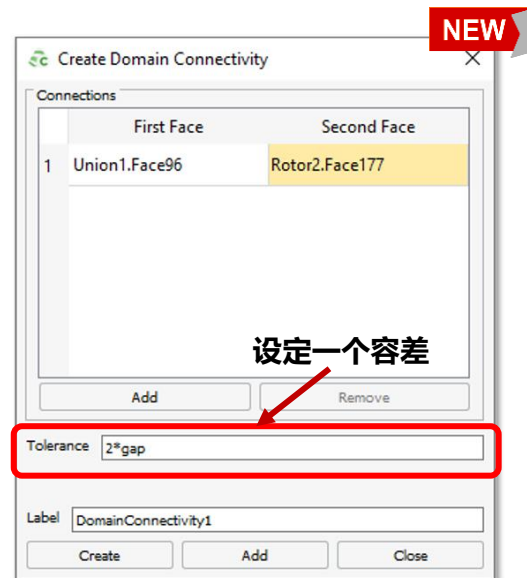 NEW
Create Domain Connectivity
Connections
First Face Second Face
1 Union1.Face96 Rotor2.Face177
设定一个容差
Add Remove
Tolerance 2*gap
Label DomainConnectivity1
Create Add Close